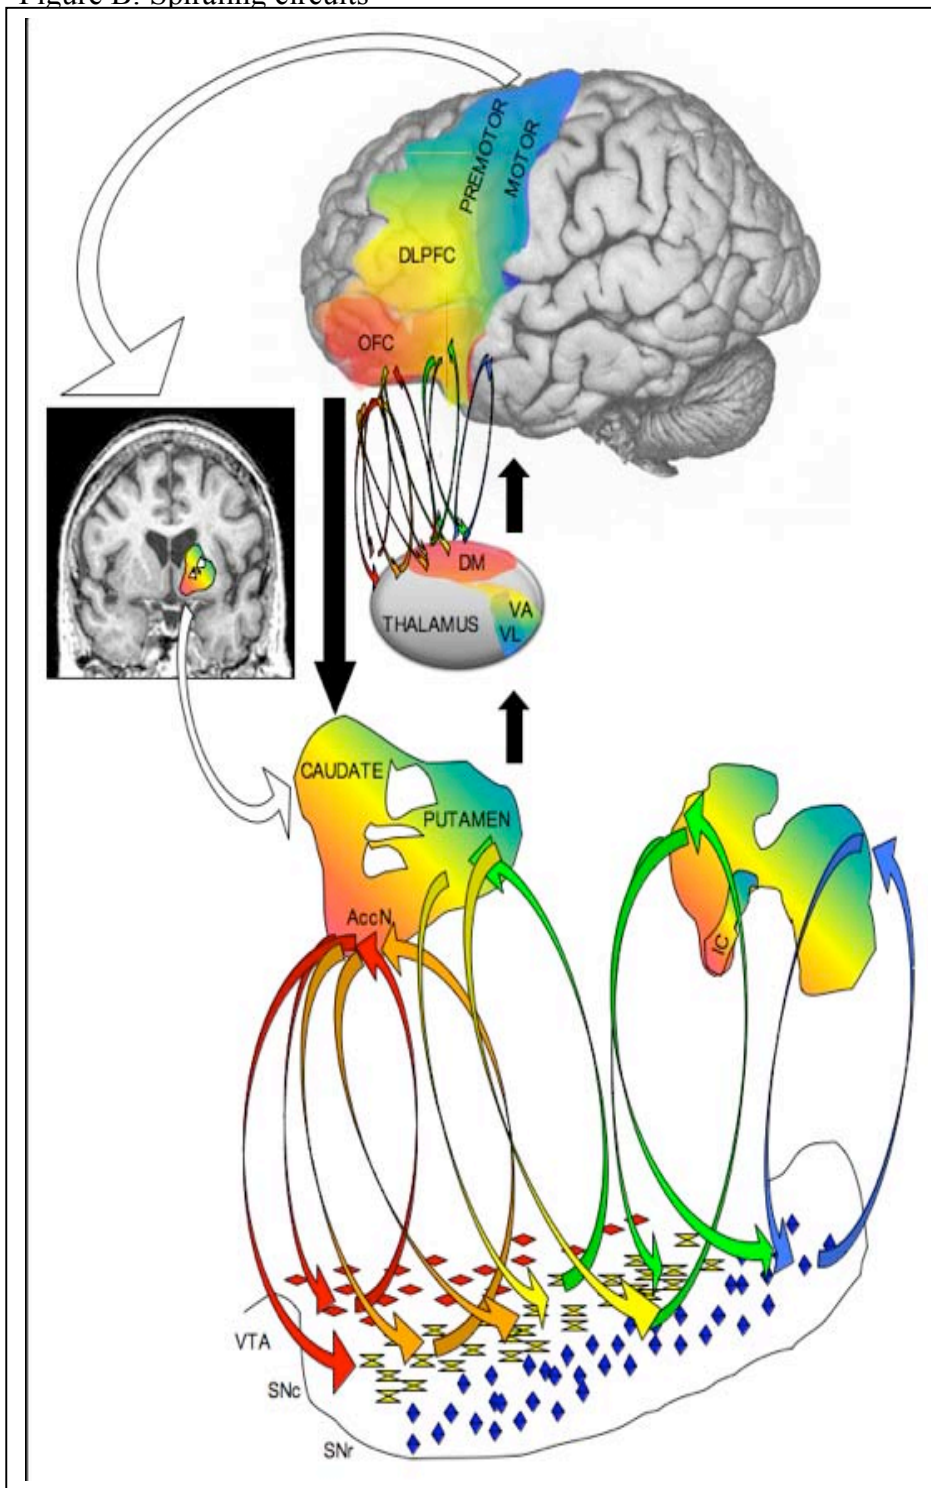 Figure B. Spiraling circuits
PREMOTOR
MOTOR
DLPFC
OFC
DM
THALAMUS
VA
VL
CAUDATE
PUTAMEN
AccN
IC
VTA
SNc
SNr